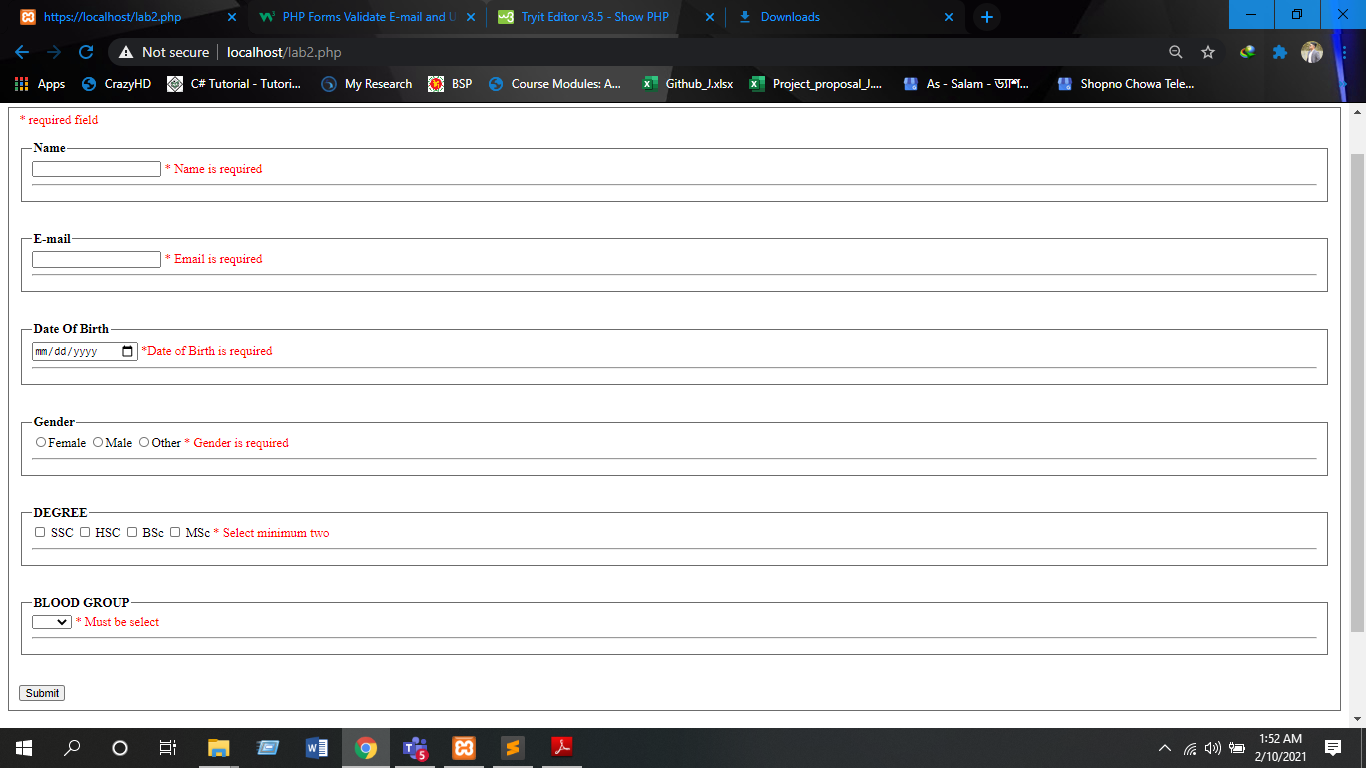 https://localhost/lab2.php
PHP Forms Validate E-mail and U
Tryit Editor v3.5 - Show PHP
Downloads
Not secure
localhost/lab2.php
Apps
CrazyHD
C# Tutorial - Tutori...
My Research
BSP
Course Modules: A...
Github_J.xlsx
Project_proposal_J....
As - Salam - আশ...
Shopno Chowa Tele...
* required field
Name
* Name is required
E-mail
* Email is required
Date Of Birth
mm/dd/yyyy *Date of Birth is required
Gender
Female Male Other * Gender is required
DEGREE
SSC HSC BSc MSc * Select minimum two
BLOOD GROUP
* Must be select
Submit
5
1:52 AM
2/10/2021